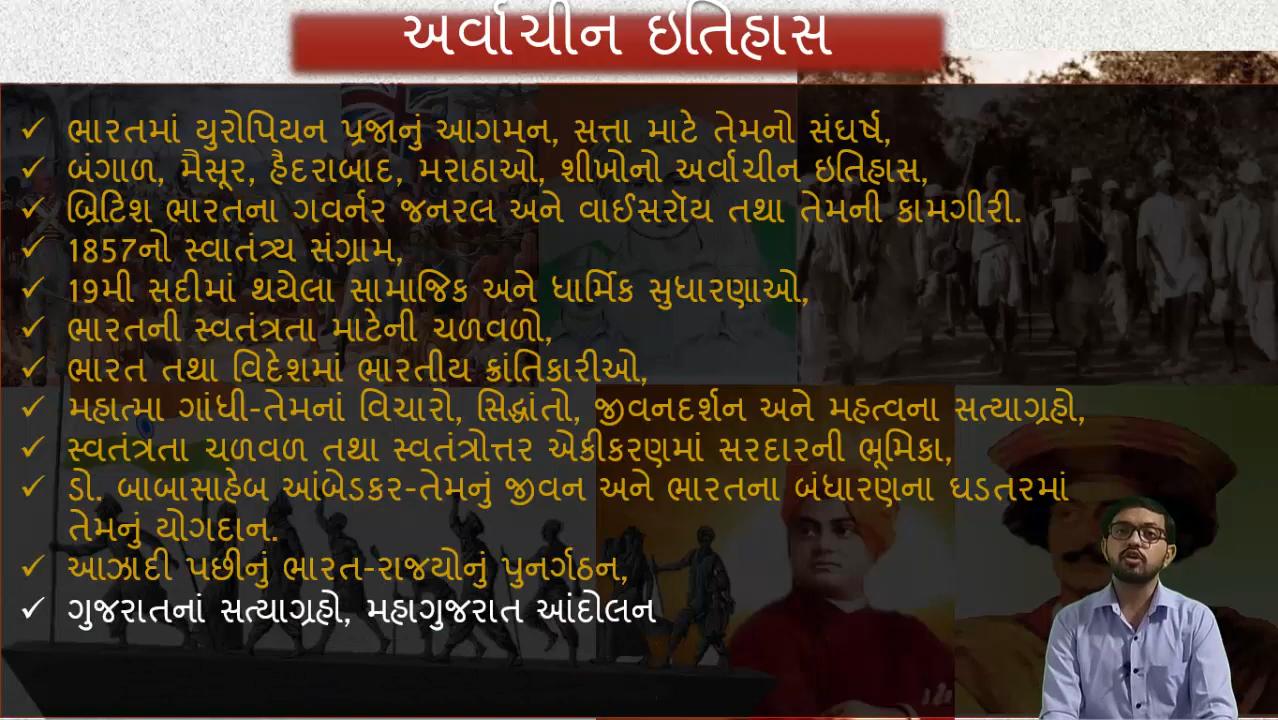 અર્વાચીન ઇતિહાસ
✓ ભારતમાં યુરોપિયન પ્રજાનું આગમન, સત્તા માટે તેમનો સંઘર્ષ,
✓ બંગાળ, મૈસૂર, હૈદરાબાદ, મરાઠાઓ, શીખોનો અર્વાચીન ઇતિહાસ,
✓ બ્રિટિશ ભારતના ગવર્નર જનરલ અને વાઈસરૉય તથા તેમની કામગીરી.
✓ 1857નો સ્વાતંત્ર્ય સંગ્રામ,
✓ 19મી સદીમાં થયેલા સામાજિક અને ધાર્મિક સુધારણાઓ,
✓ ભારતની સ્વતંત્રતા માટેની ચળવળો,
✓ ભારત તથા વિદેશમાં ભારતીય ક્રાંતિકારીઓ,
✓ મહાત્મા ગાંધી-તેમનાં વિચારો, સિદ્ધાંતો, જીવનદર્શન અને મહત્વના સત્યાગ્રહો,
✓ સ્વતંત્રતા ચળવળ તથા સ્વતંત્રોત્તર એકીકરણમાં સરદારની ભૂમિકા,
✓ ડો. બાબાસાહેબ આંબેડકર-તેમનું જીવન અને ભારતના બંધારણના ઘડતરમાં
તેમનું યોગદાન.
✓ આઝાદી પછીનું ભારત-રાજયોનું પુનર્ગઠન,
✓ ગુજરાતનાં સત્યાગ્રહો, મહાગુજરાત આંદોલન